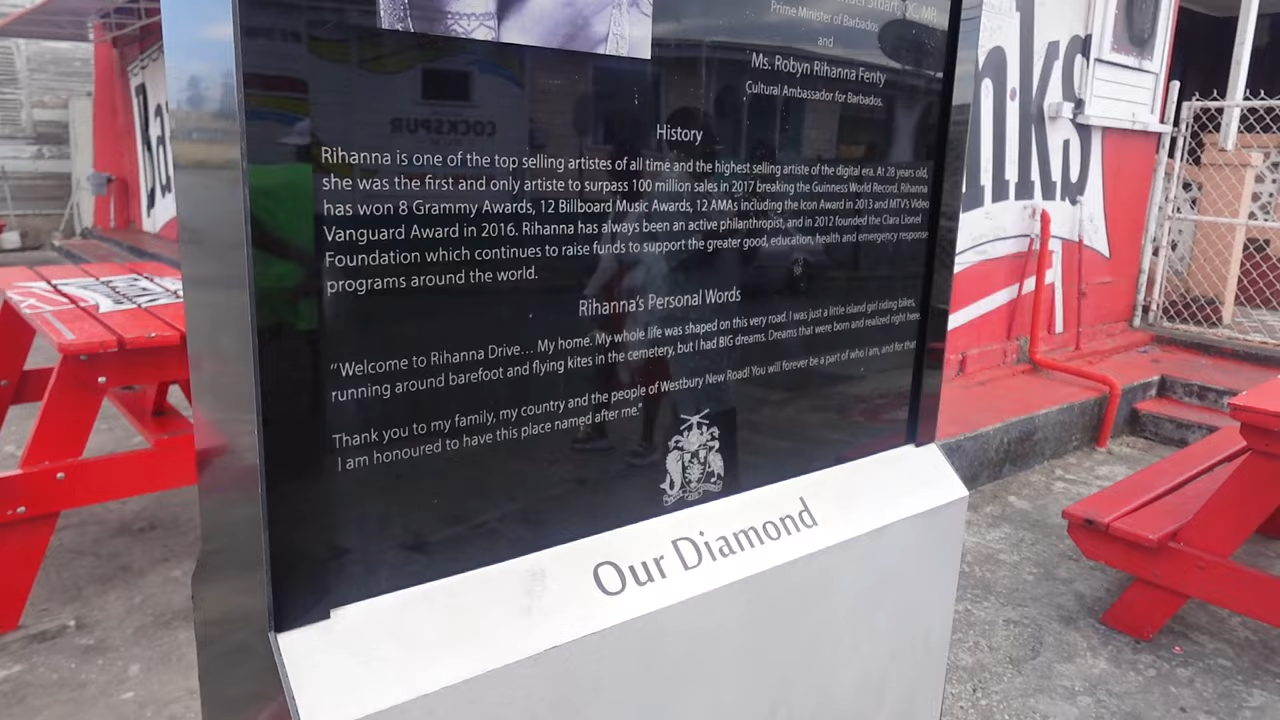 Stuart, QC, MP,
Prime Minister of Barbados
and
Ms. Robyn Rihanna Fenty
Cultural Ambassador for Barbados.
History
Rihanna is one of the top selling artistes of all time and the highest selling artiste of the digital era. At 28 years old,
she was the first and only artiste to surpass 100 million sales in 2017 breaking the Guinness World Record. Rihanna
has won 8 Grammy Awards, 12 Billboard Music Awards, 12 AMAs including the Icon Award in 2013 and MTV's Video
Vanguard Award in 2016. Rihanna has always been an active philanthropist, and in 2012 founded the Clara Lionel
Foundation which continues to raise funds to support the greater good, education, health and emergency response
programs around the world.
Rihanna's Personal Words
"Welcome to Rihanna Drive... My home. My whole life was shaped on this very road. I was just a little island girl riding bikes,
running around barefoot and flying kites in the cemetery, but I had BIG dreams. Dreams that were born and realized right here.
Thank you to my family, my country and the people of Westbury New Road! You will forever be a part of who I am, and for that
I am honoured to have this place named after me."
Our Diamond
Ba
nks
COCKSPUR